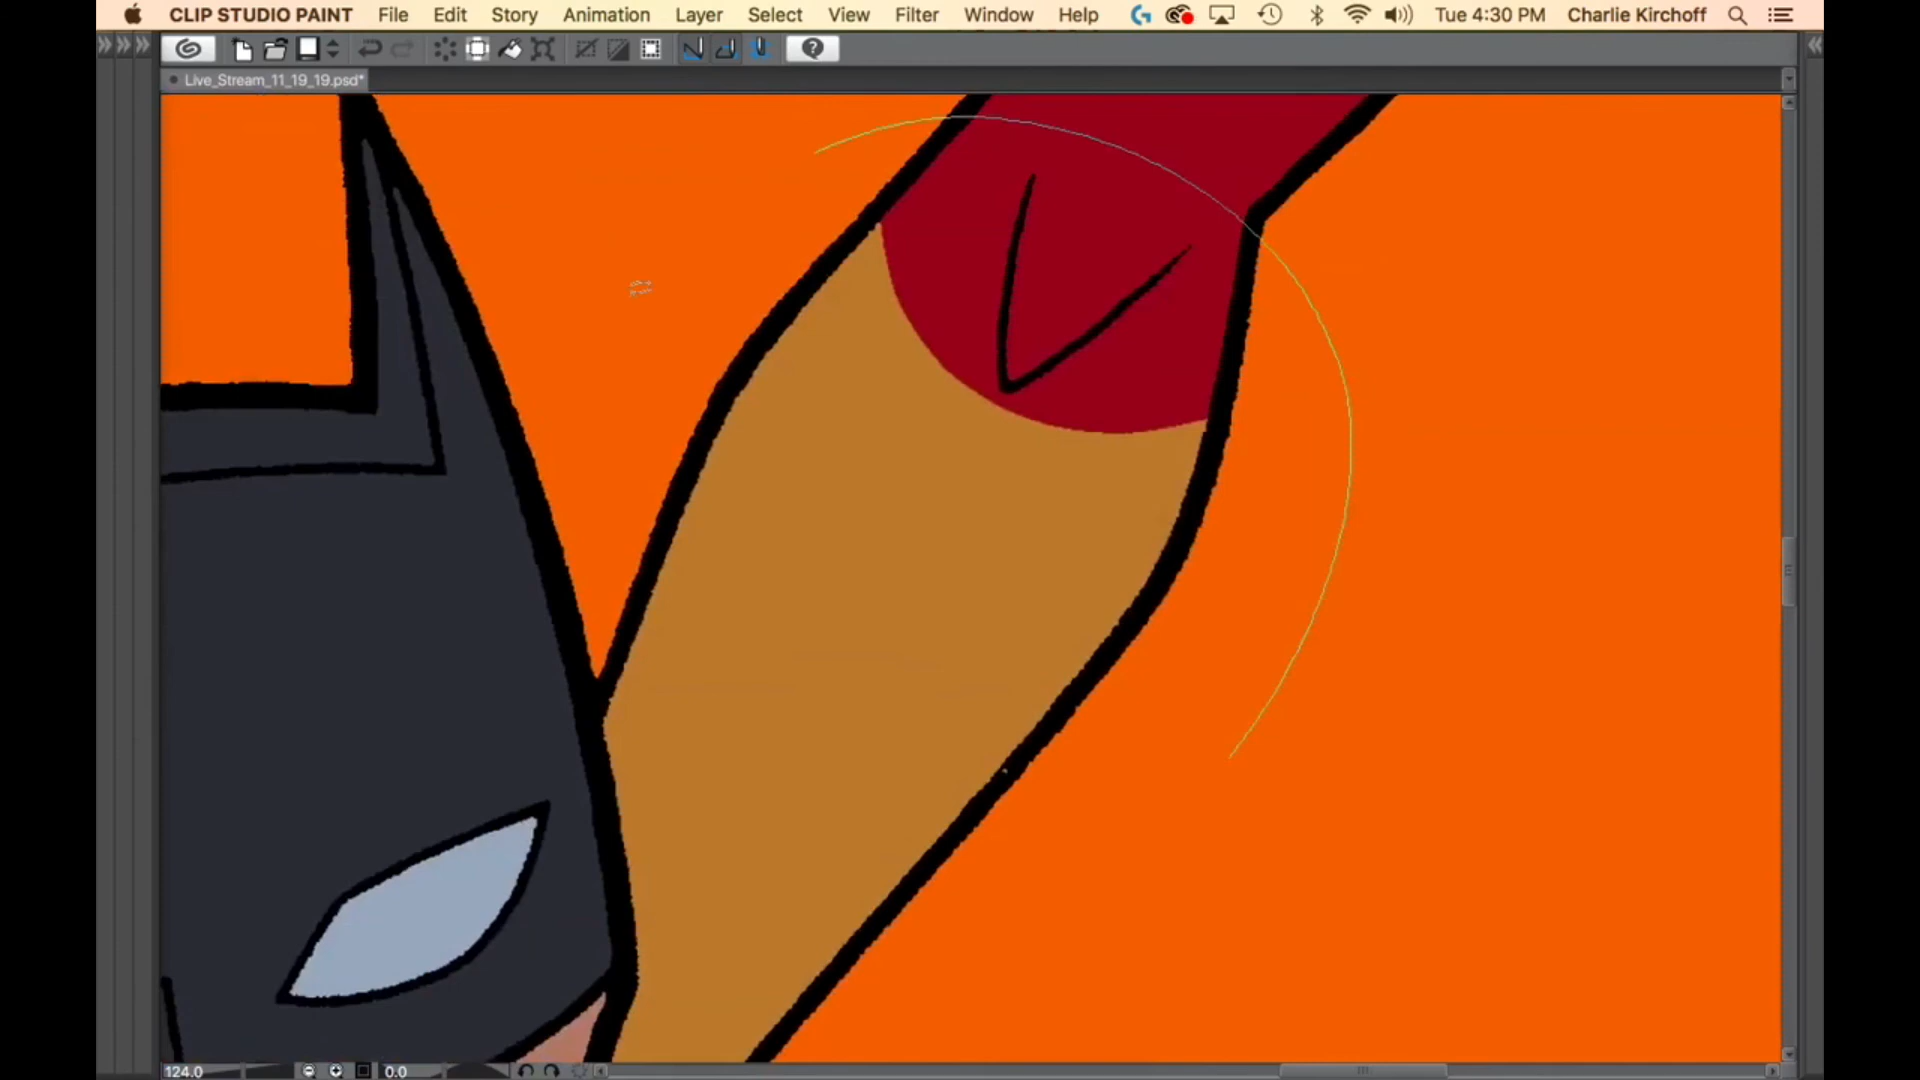 CLIP STUDIO PAINT File Edit Story Animation Layer Select View Filter Window Help Tue 4:30 PM Charlie Kirchoff
Live_Stream_11_19_19.psd*
124.0 0.0